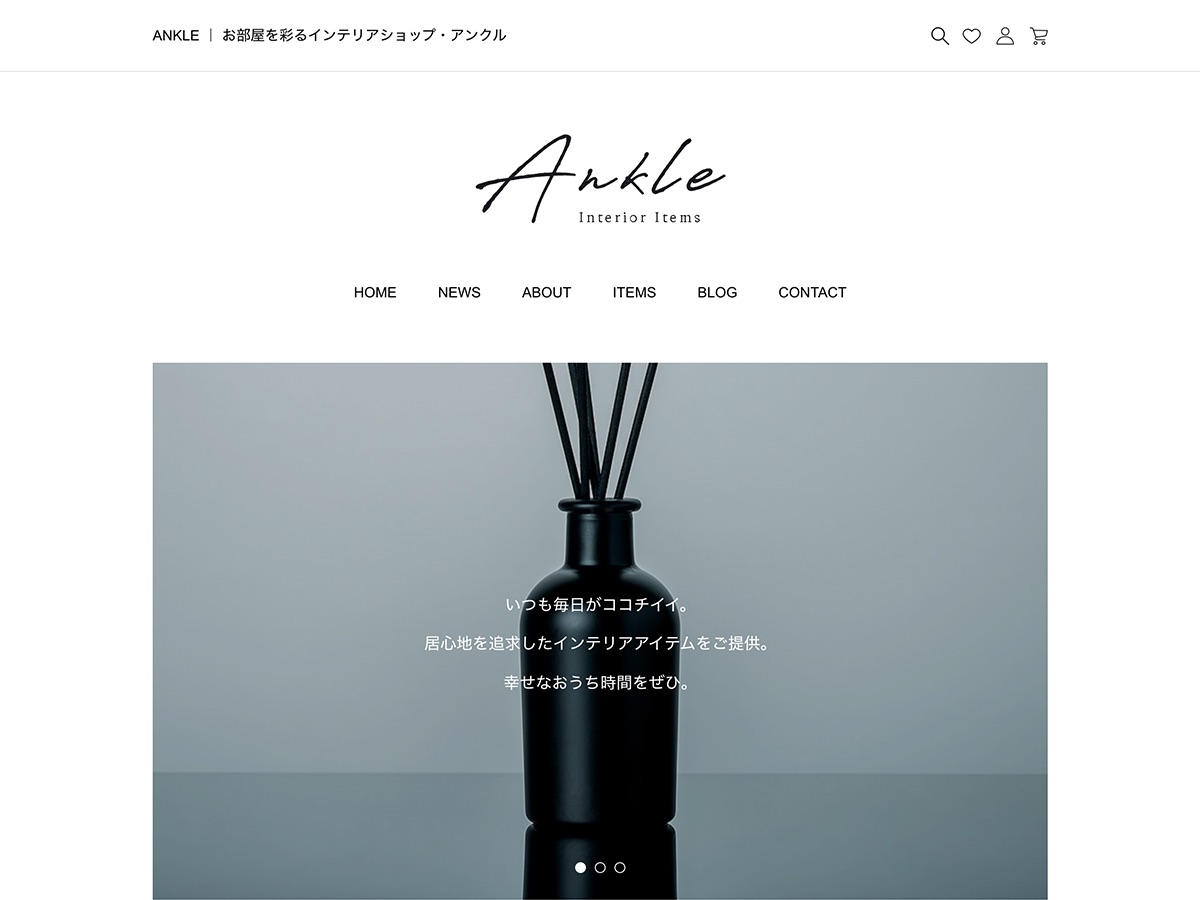 ANKLE ｜ お部屋を彩るインテリアショップ・アンクル
Ankle
Interior Items
HOME NEWS ABOUT ITEMS BLOG CONTACT
いつも毎日がココチイイ。
居心地を追求したインテリアアイテムをご提供。
幸せなおうち時間をぜひ。